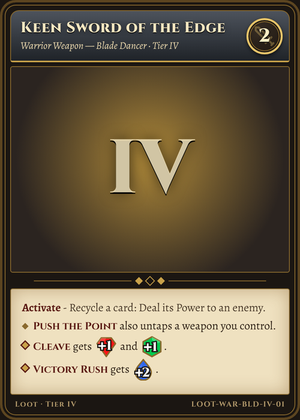 Keen Sword of the Edge
2
Warrior Weapon — Blade Dancer · Tier IV
IV
Activate - Recycle a card: Deal its Power to an enemy.
Push the Point also untaps a weapon you control.
Cleave gets +1 and +1 .
Victory Rush gets +2 .
Loot · Tier IV
LOOT-WAR-BLD-IV-01